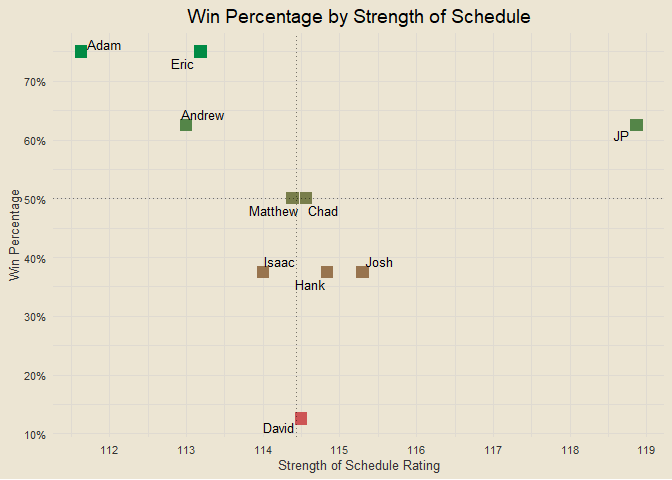 Win Percentage by Strength of Schedule
Adam
Eric
70%
Andrew
60%
JP
50%
Matthew
Chad
40%
Isaac
Josh
Hank
30%
20%
David
10%
Win Percentage
112
113
114
115
116
117
118
119
Strength of Schedule Rating